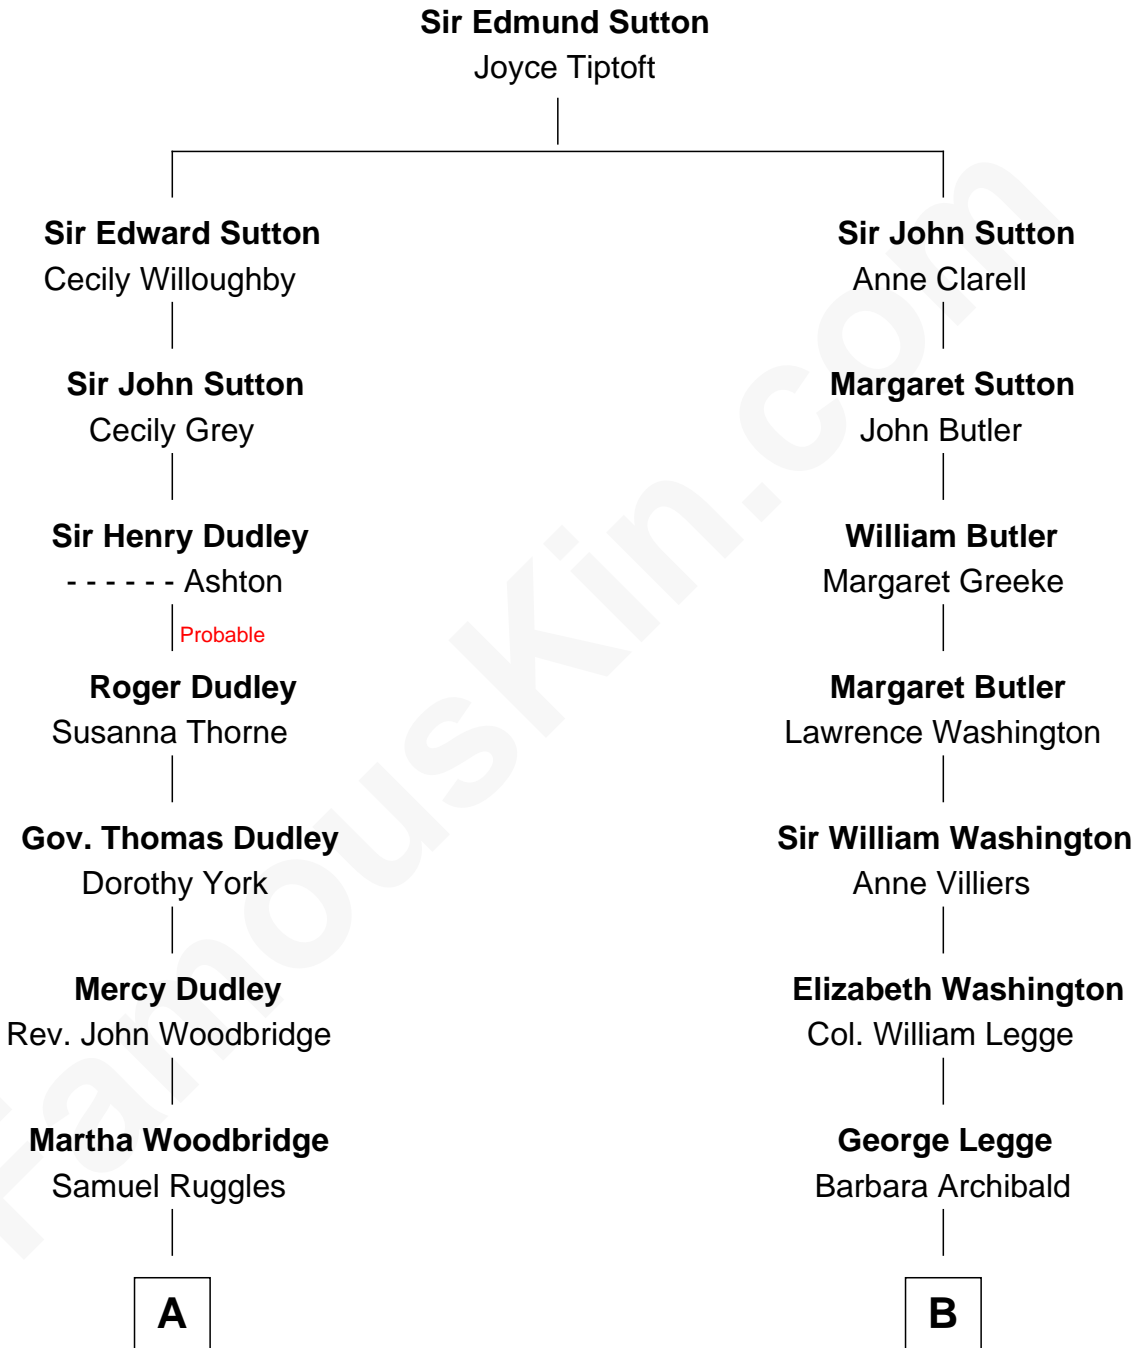 Sir Edmund Sutton
Joyce Tiptoft
Sir Edward Sutton
Cecily Willoughby
Sir John Sutton
Anne Clarell
Sir John Sutton
Cecily Grey
Margaret Sutton
John Butler
Sir Henry Dudley
- - - - - - Ashton
William Butler
Margaret Greeke
Probable
Roger Dudley
Susanna Thorne
Margaret Butler
Lawrence Washington
Gov. Thomas Dudley
Dorothy York
Sir William Washington
Anne Villiers
Mercy Dudley
Rev. John Woodbridge
Elizabeth Washington
Col. William Legge
Martha Woodbridge
Samuel Ruggles
George Legge
Barbara Archibald
A
B
FamousKin.com